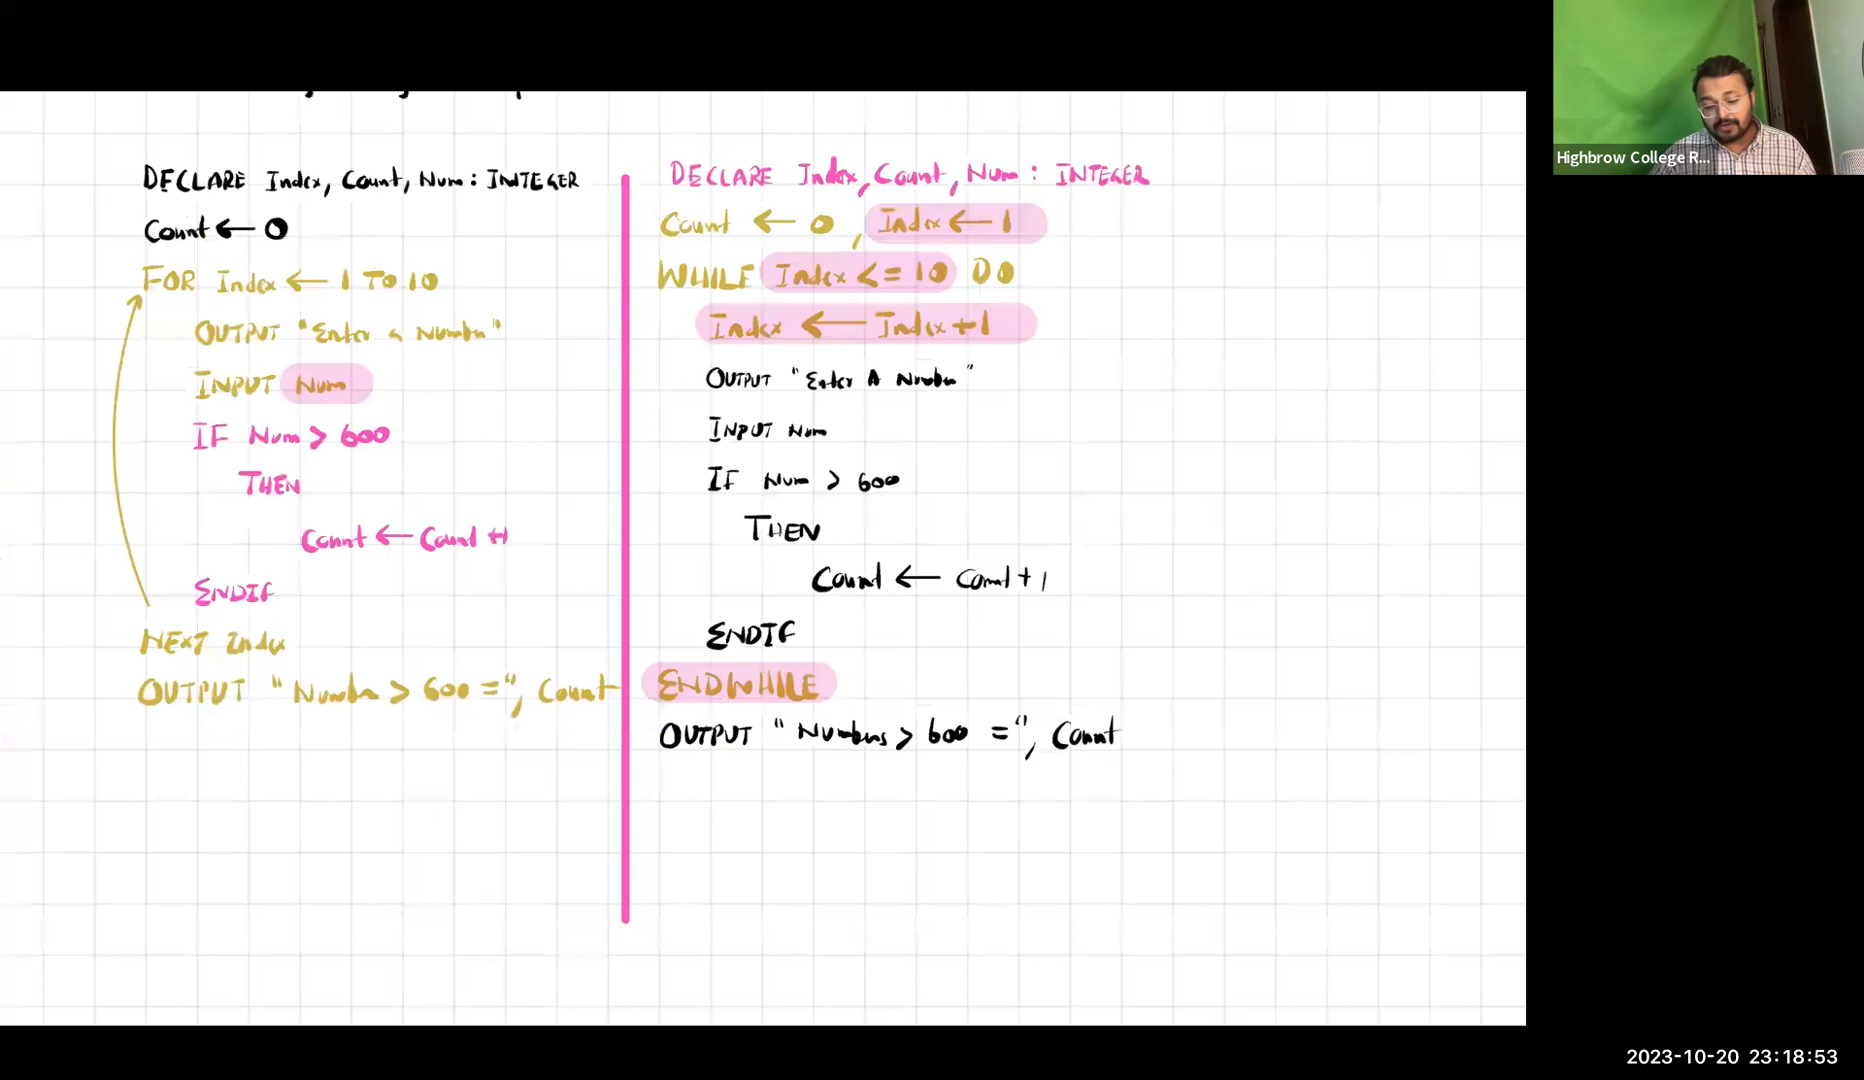 DECLARE Index, Count, Num : INTEGER
Count ← 0
FOR Index ← 1 TO 10
OUTPUT "Enter a Number"
INPUT Num
IF Num > 600
THEN
Count ← Count +1
ENDIF
NEXT Index
OUTPUT "Number > 600 =", Count
DECLARE Index, Count, Num : INTEGER
Count ← 0, Index ← 1
WHILE Index <= 10 DO
Index ← Index +1
OUTPUT "Enter A Number"
INPUT Num
IF Num > 600
THEN
Count ← Count + 1
ENDIF
ENDWHILE
OUTPUT "Numbers > 600 =", Count
Highbrow College R...
2023-10-20 23:18:53